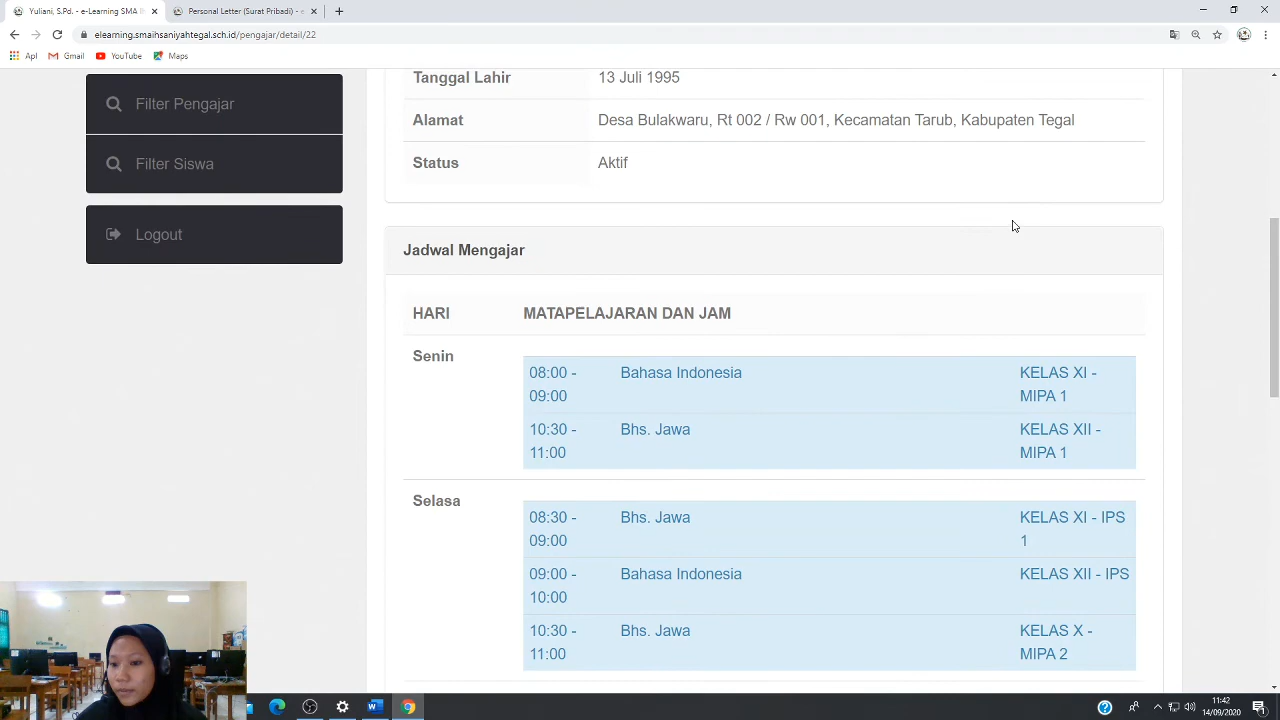 Yuliani, S.Pd. - e-Learning SMA I
Personal Letter (Surat Pribadi) - e
elearning.smaihsaniyahtegal.sch.id/pengajar/detail/22
Apl
Gmail
YouTube
Maps
Filter Pengajar
Filter Siswa
Logout
Tanggal Lahir
13 Juli 1995
Alamat
Desa Bulakwaru, Rt 002 / Rw 001, Kecamatan Tarub, Kabupaten Tegal
Status
Aktif
Jadwal Mengajar
HARI
MATAPELAJARAN DAN JAM
Senin
08:00 -
09:00
Bahasa Indonesia
KELAS XI -
MIPA 1
10:30 -
11:00
Bhs. Jawa
KELAS XII -
MIPA 1
Selasa
08:30 -
09:00
Bhs. Jawa
KELAS XI - IPS
1
09:00 -
10:00
Bahasa Indonesia
KELAS XII - IPS
10:30 -
11:00
Bhs. Jawa
KELAS X -
MIPA 2
11:42
14/09/2020